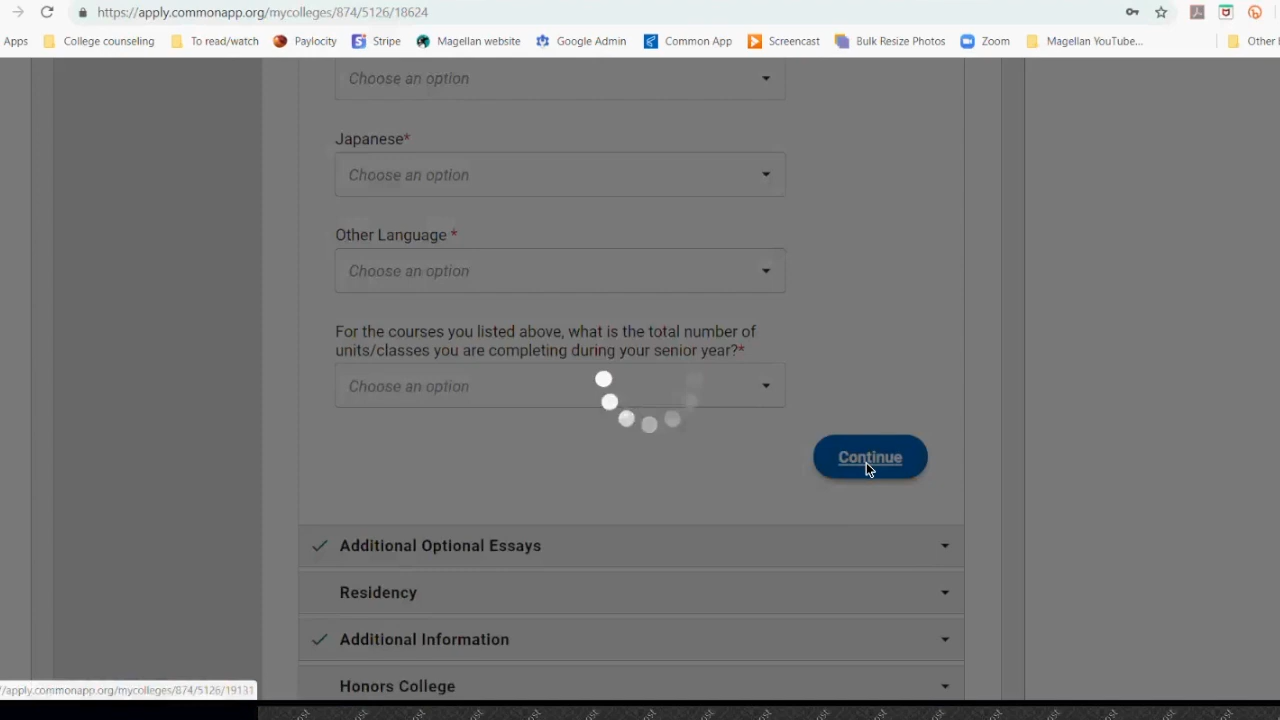 https://apply.commonapp.org/mycolleges/874/5126/18624
Apps College counseling To read/watch Paylocity Stripe Magellan website Google Admin Common App Screencast Bulk Resize Photos Zoom Magellan YouTube... Other
Choose an option
Japanese*
Choose an option
Other Language *
Choose an option
For the courses you listed above, what is the total number of
units/classes you are completing during your senior year?*
Choose an option
Continue
Additional Optional Essays
Residency
Additional Information
Honors College
/apply.commonapp.org/mycolleges/874/5126/19131